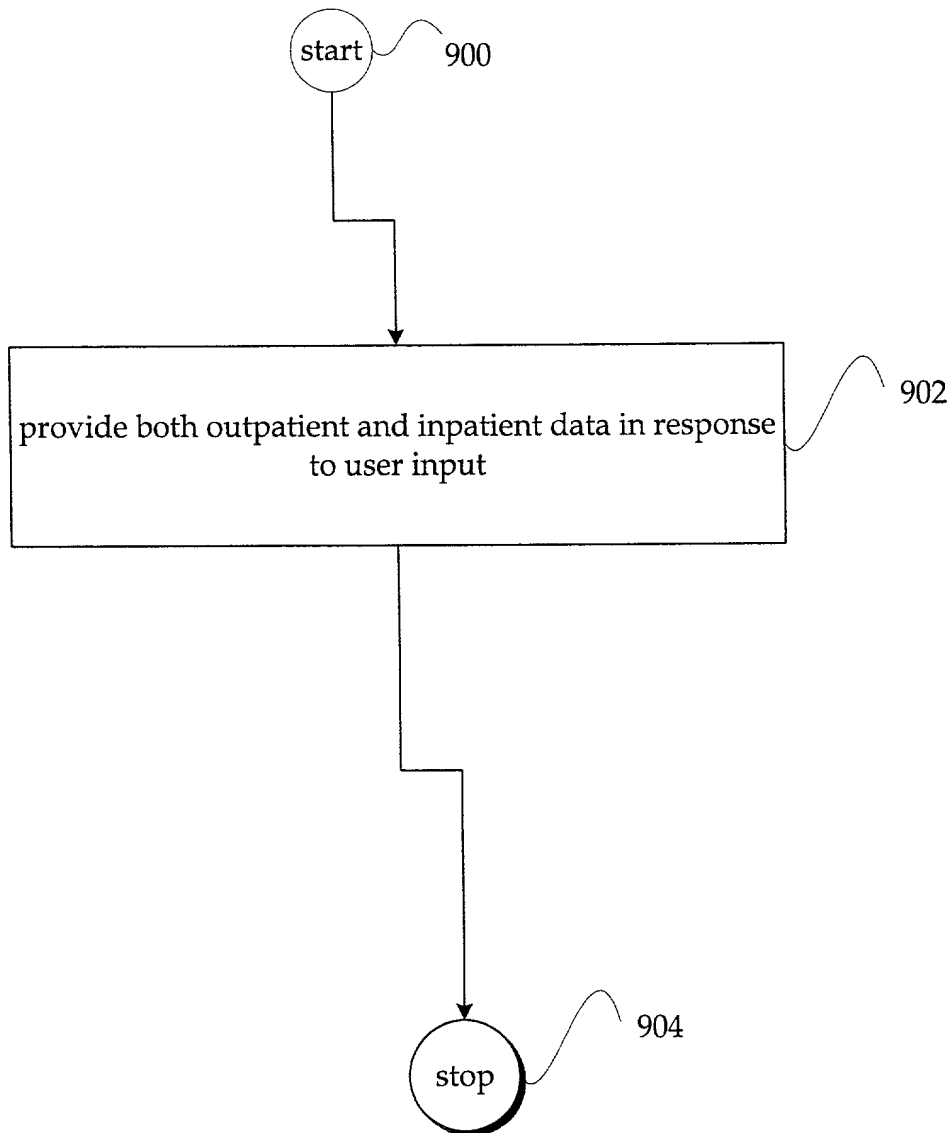 start
900
provide both outpatient and inpatient data in response
to user input
902
904
stop